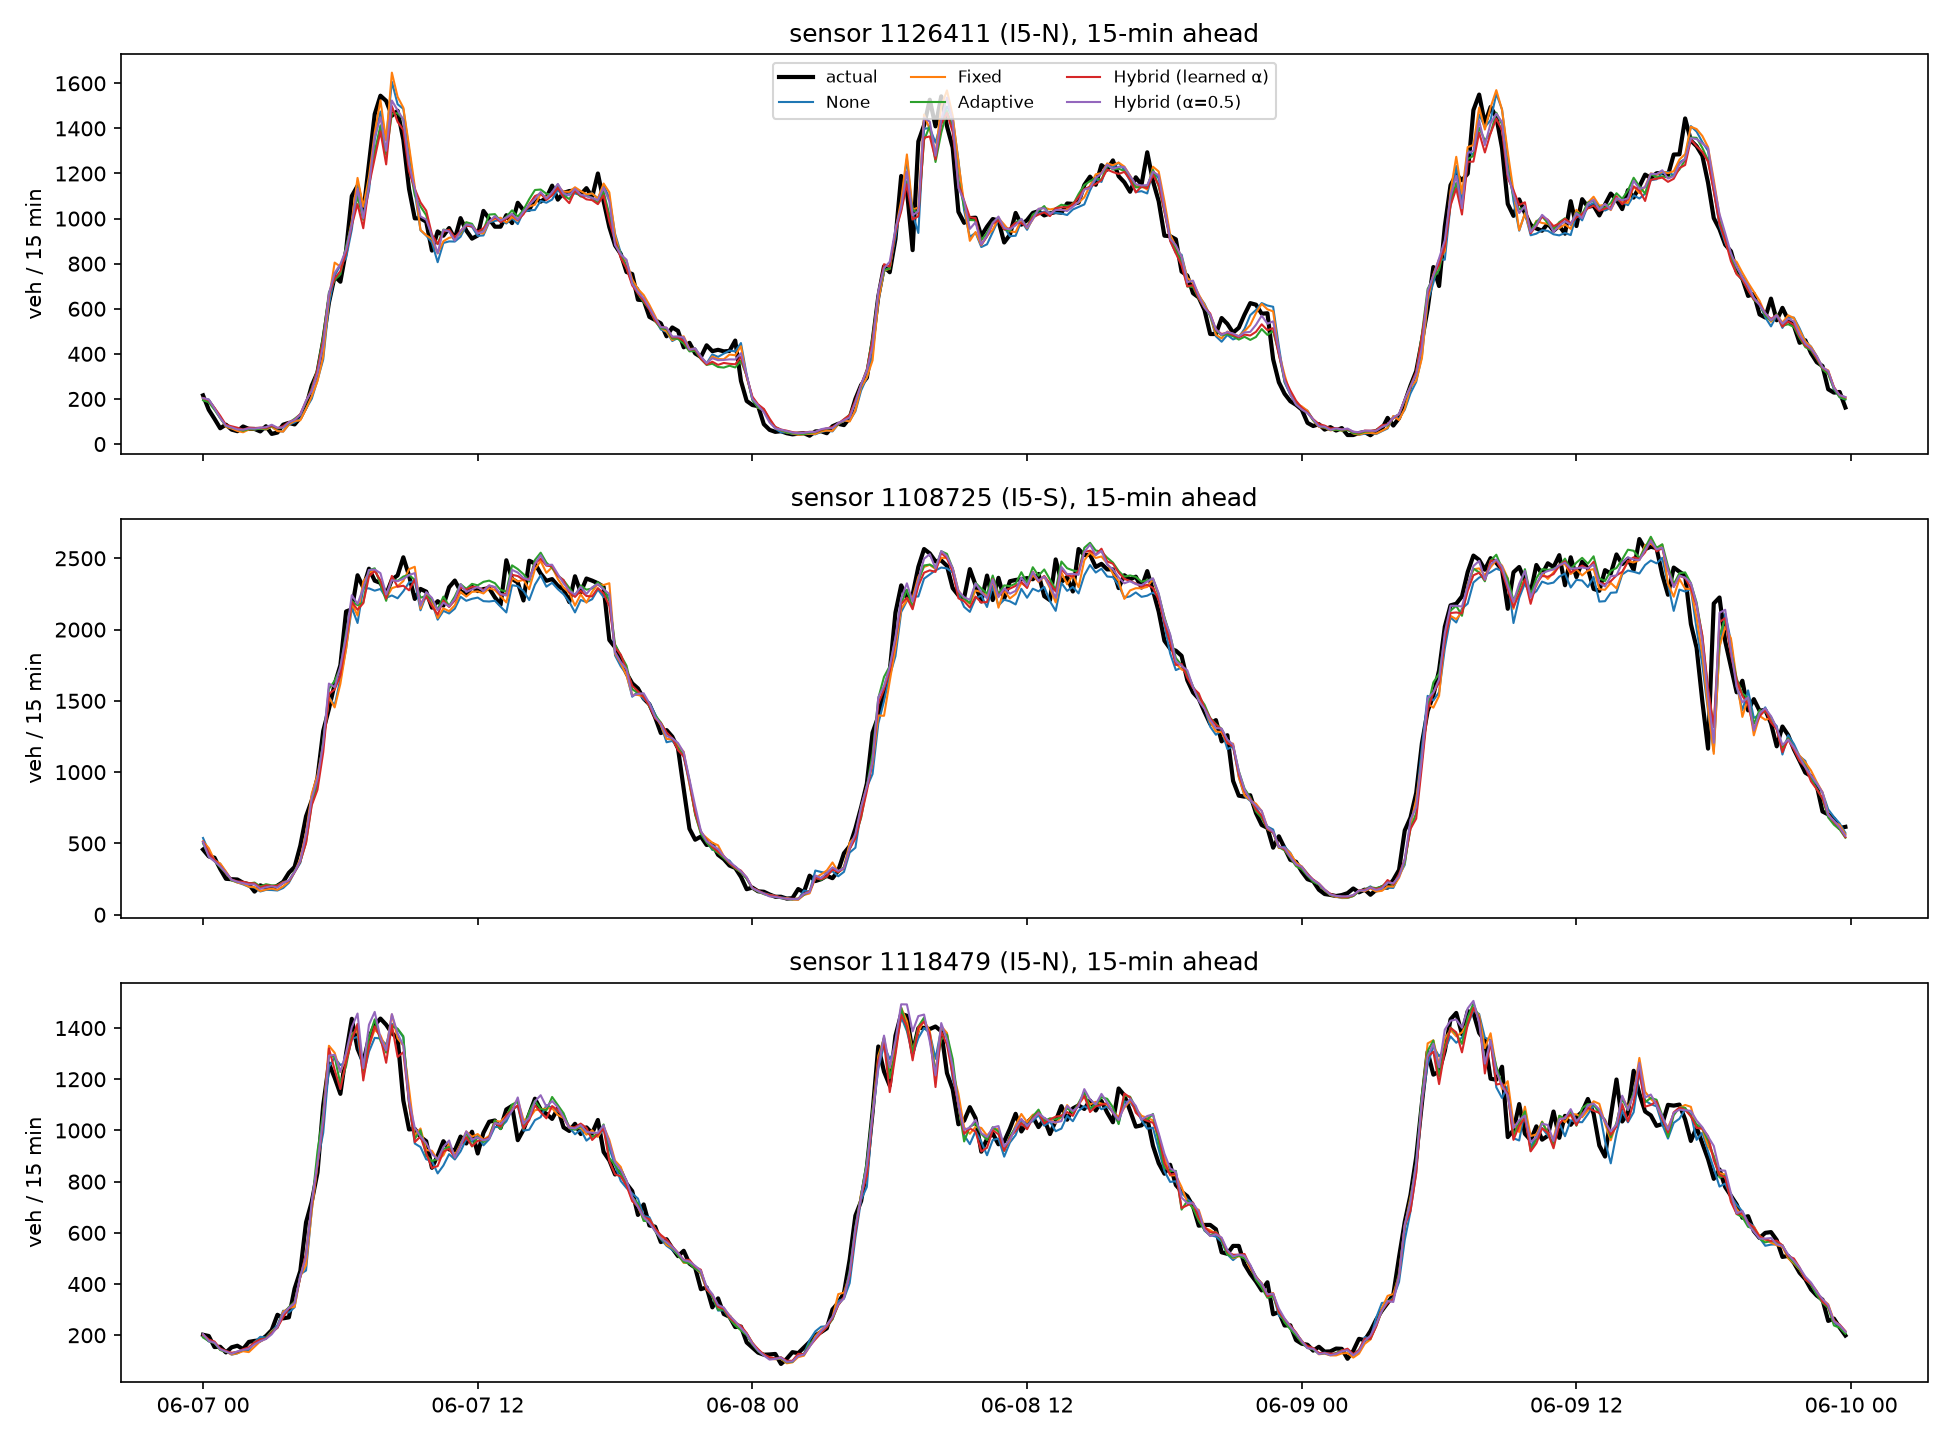 sensor 1126411 (I5-N), 15-min ahead
actual Fixed Hybrid (learned α)
None Adaptive Hybrid (α=0.5)
1600
1400
1200
1000
800
600
400
200
0
veh / 15 min
sensor 1108725 (I5-S), 15-min ahead
2500
2000
1500
1000
500
0
veh / 15 min
sensor 1118479 (I5-N), 15-min ahead
1400
1200
1000
800
600
400
200
veh / 15 min
06-07 00 06-07 12 06-08 00 06-08 12 06-09 00 06-09 12 06-10 00